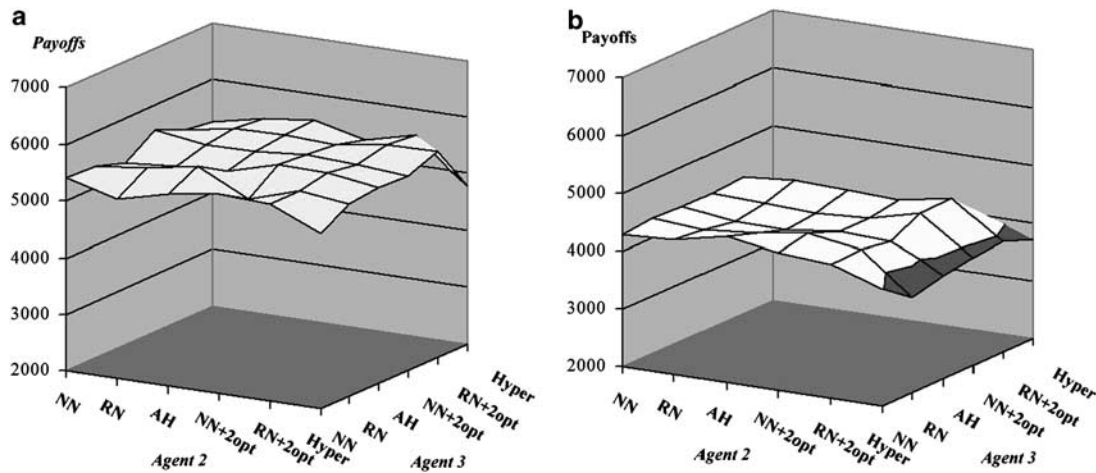 a
Payoffs
7000
6000
5000
4000
3000
2000
NN
RN
AH
NN+2opt
RN+2opt
Hyper
Agent 2
NN
RN
AH
NN+2opt
RN+2opt
Hyper
Agent 3
b
Payoffs
7000
6000
5000
4000
3000
2000
NN
RN
AH
NN+2opt
RN+2opt
Hyper
Agent 2
NN
RN
AH
NN+2opt
RN+2opt
Hyper
Agent 3